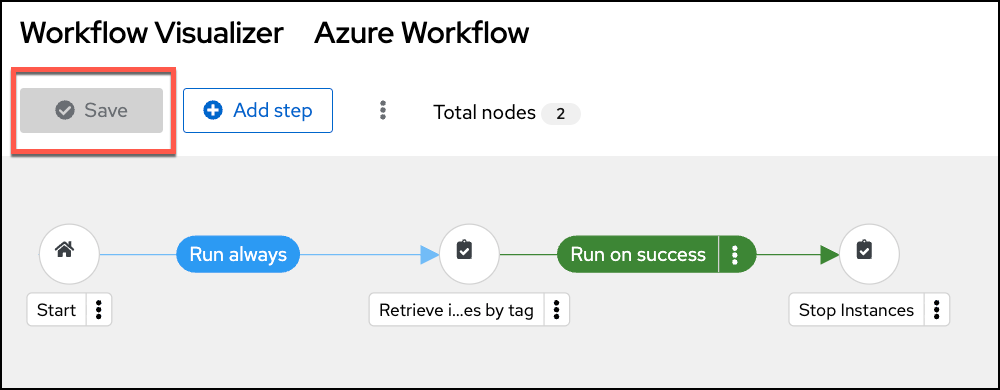 Workflow Visualizer Azure Workflow
Save Add step Total nodes 2
Run always Run on success
Start Retrieve i...es by tag Stop Instances